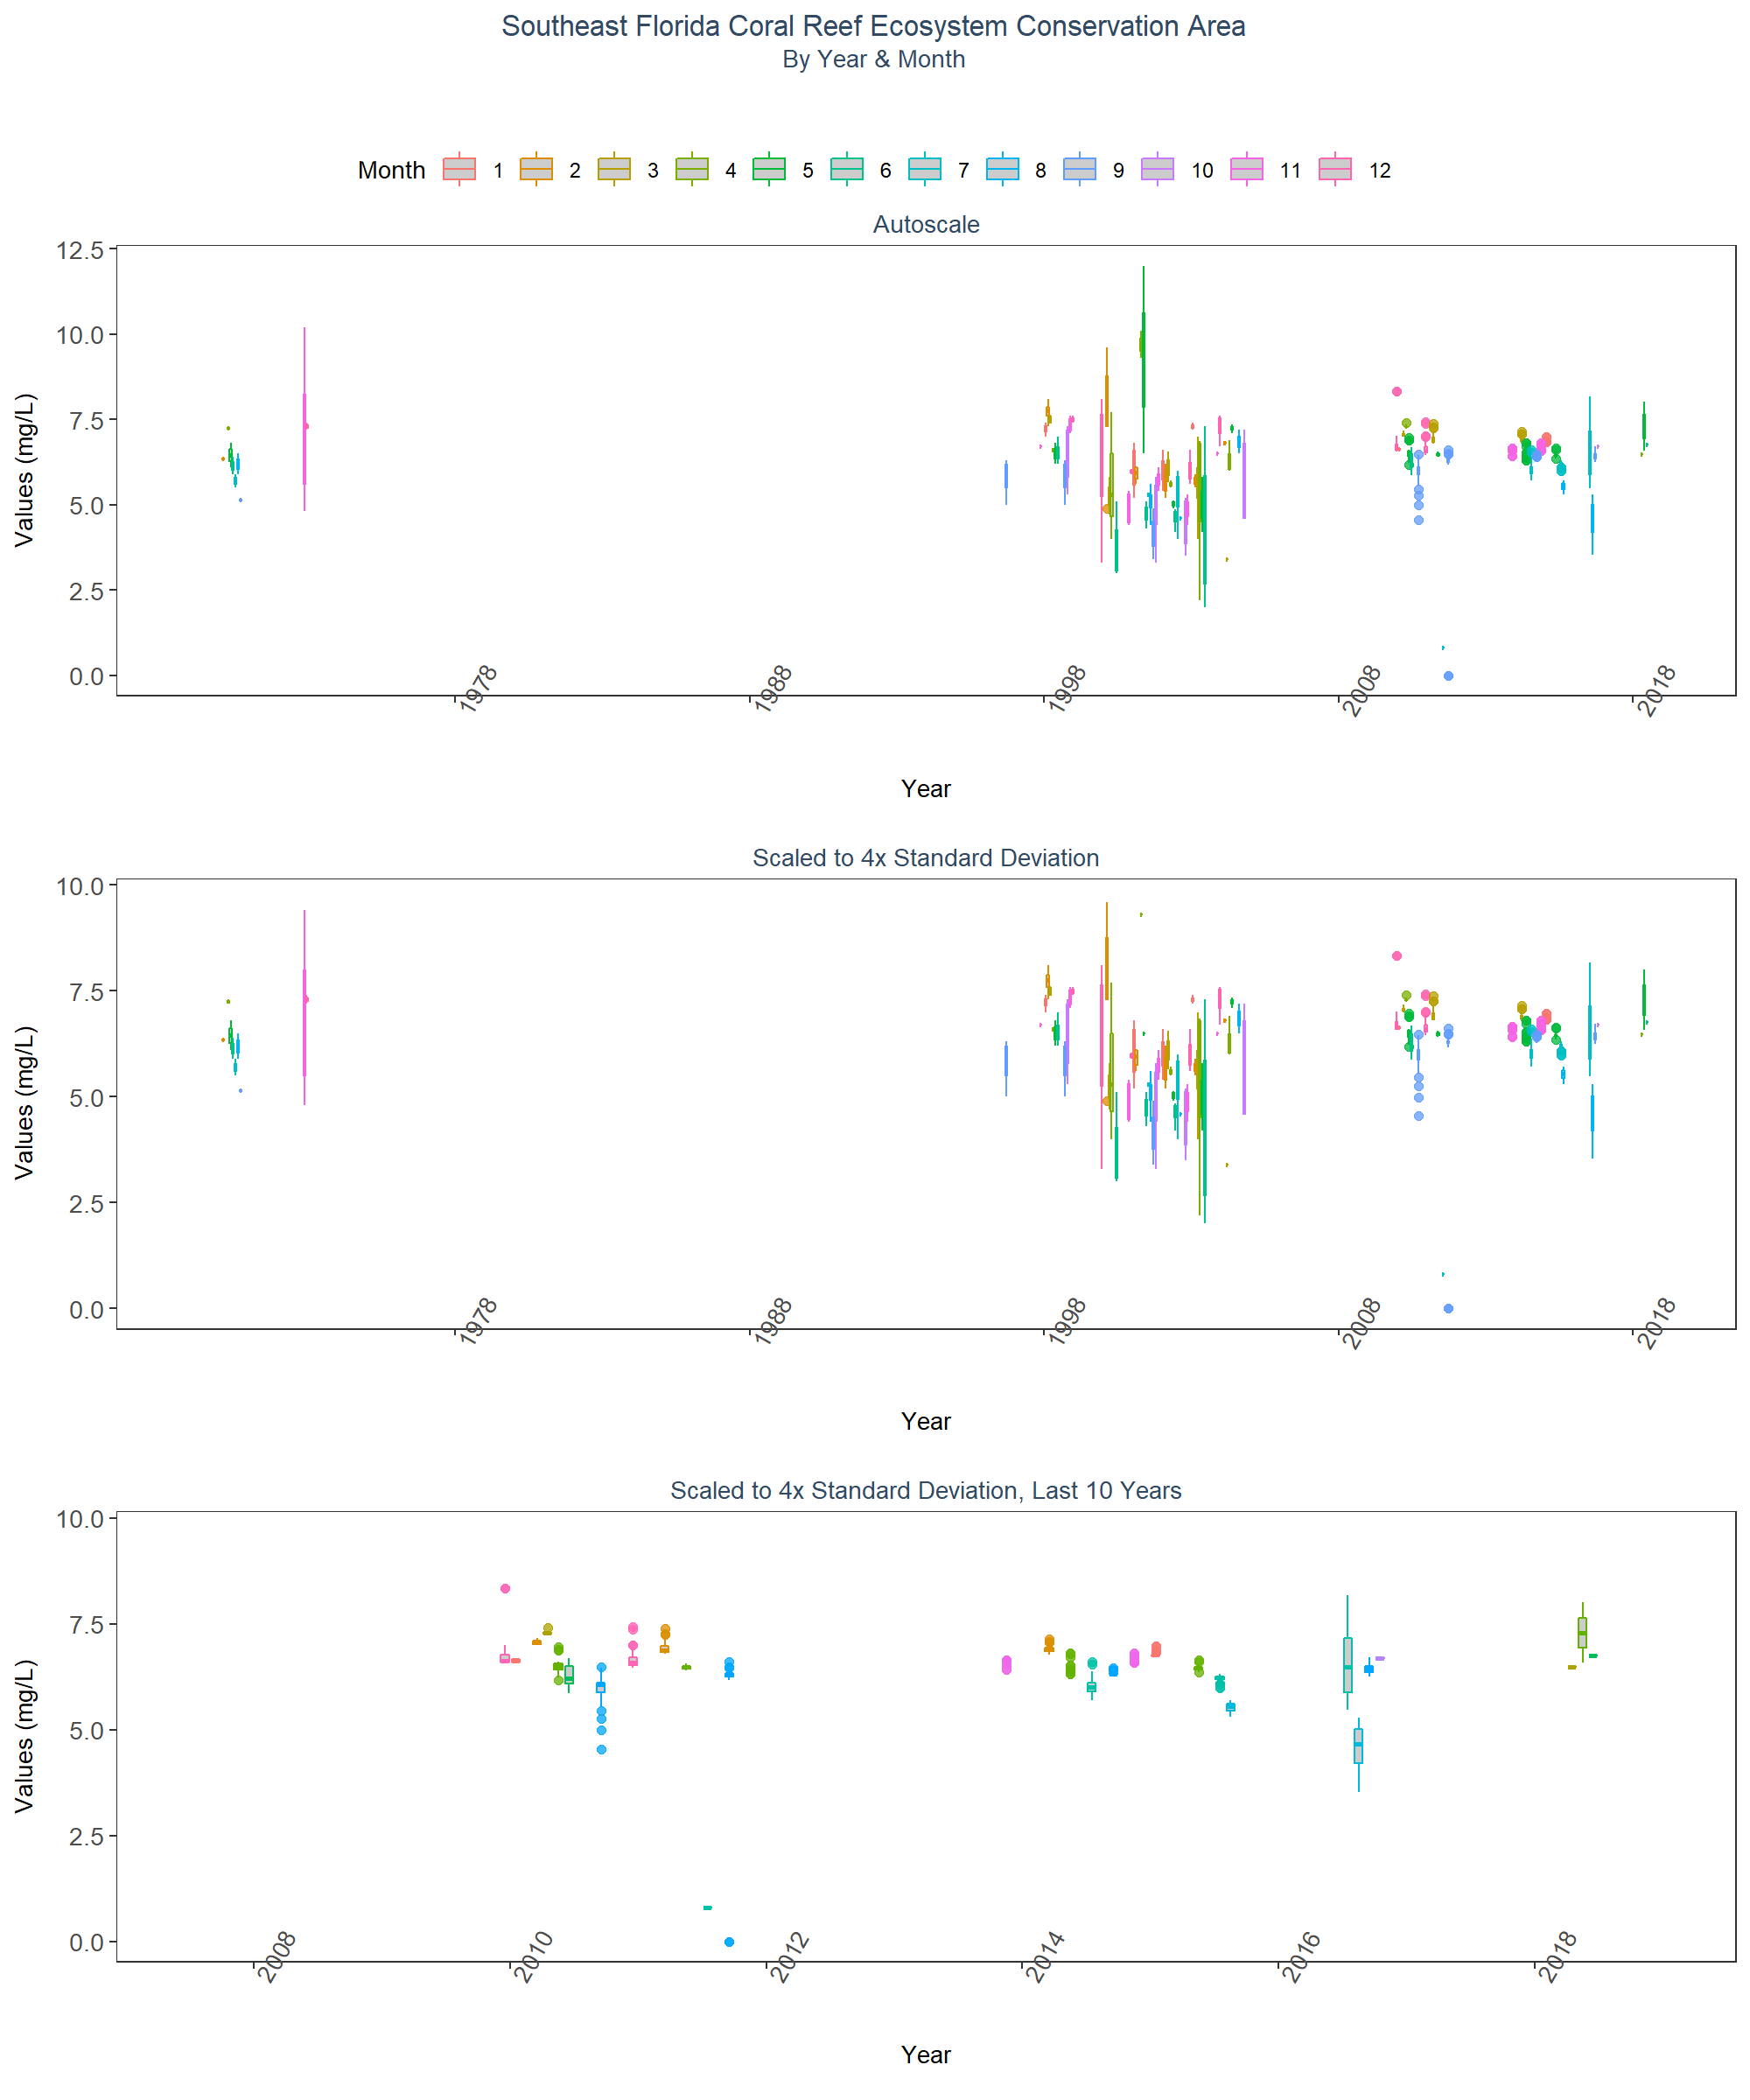 Southeast Florida Coral Reef Ecosystem Conservation Area
By Year & Month
Month 1 2 3 4 5 6 7 8 9 10 11 12
Autoscale
12.5
10.0
7.5
5.0
2.5
0.0
Values (mg/L)
1978 1988 1998 2008 2018
Year
Scaled to 4x Standard Deviation
10.0
7.5
5.0
2.5
0.0
Values (mg/L)
1978 1988 1998 2008 2018
Year
Scaled to 4x Standard Deviation, Last 10 Years
10.0
7.5
5.0
2.5
0.0
Values (mg/L)
2008 2010 2012 2014 2016 2018
Year